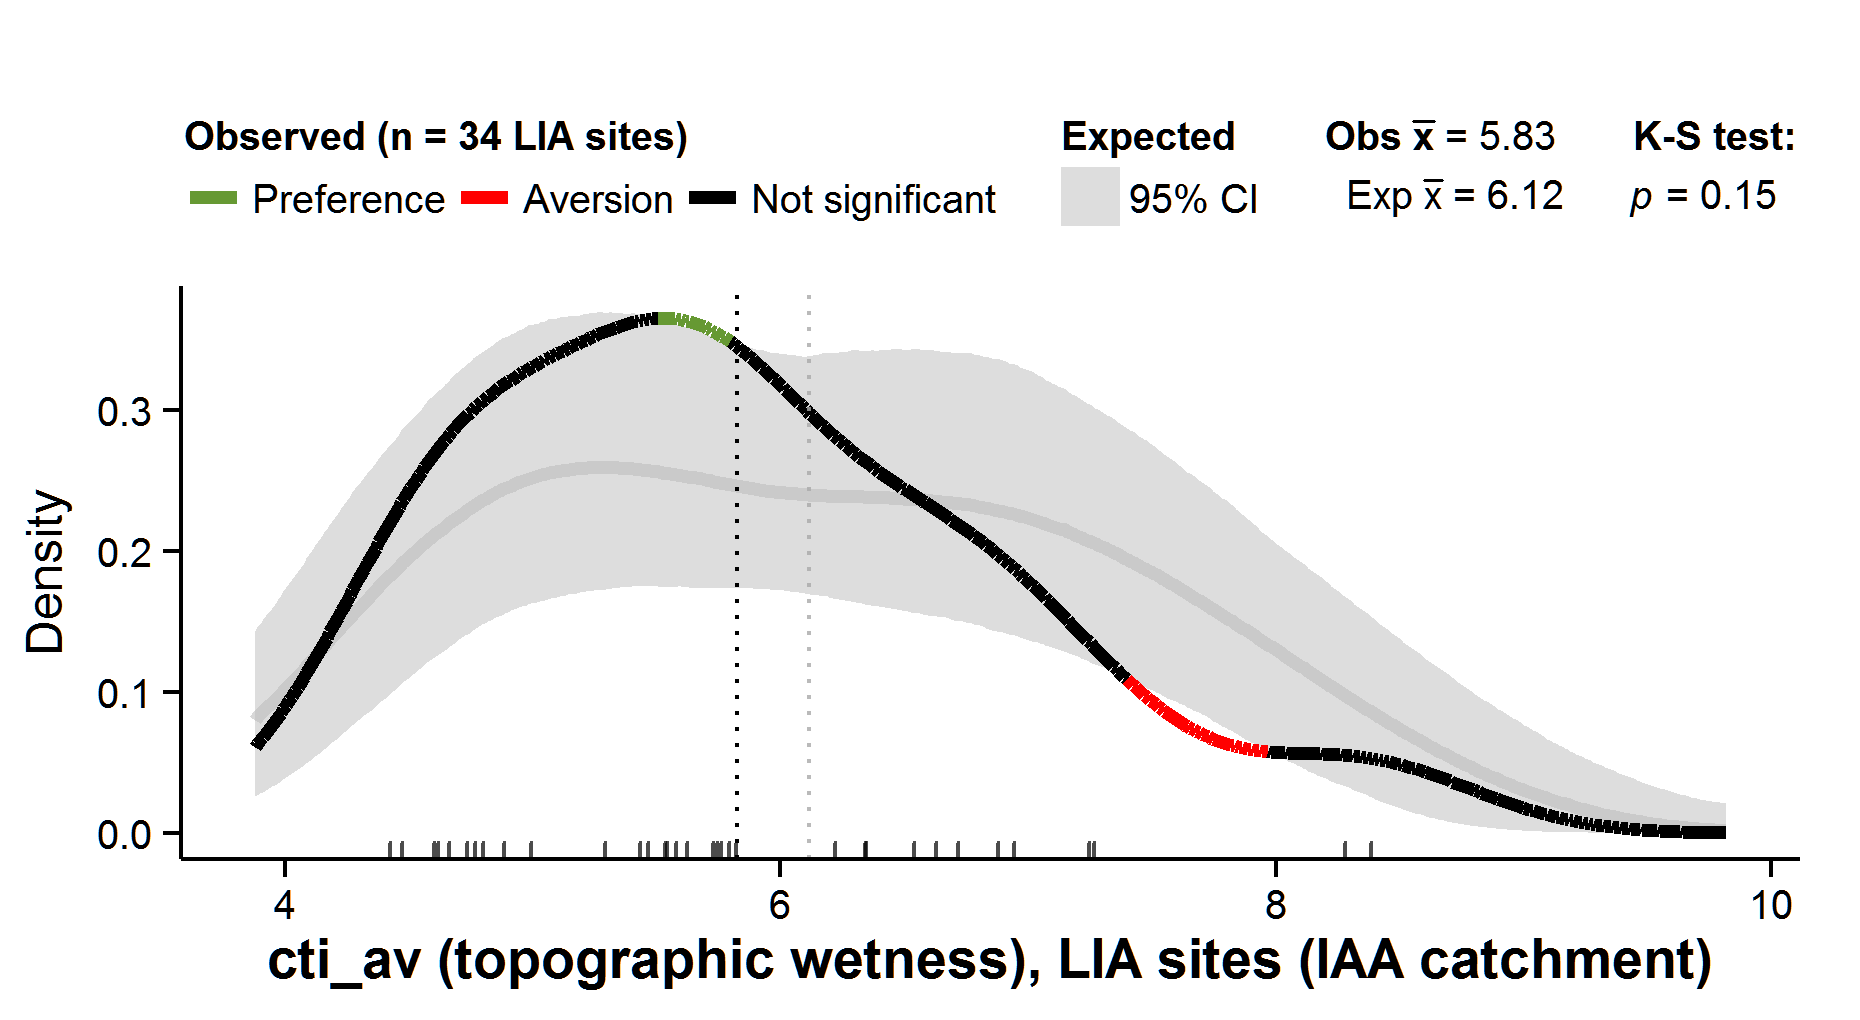 Observed (n = 34 LIA sites)
Preference Aversion Not significant
Expected
95% CI
Obs x̅ = 5.83
Exp x̅ = 6.12
K-S test:
p = 0.15
Density
0.3
0.2
0.1
0.0
4 6 8 10
cti_av (topographic wetness), LIA sites (IAA catchment)